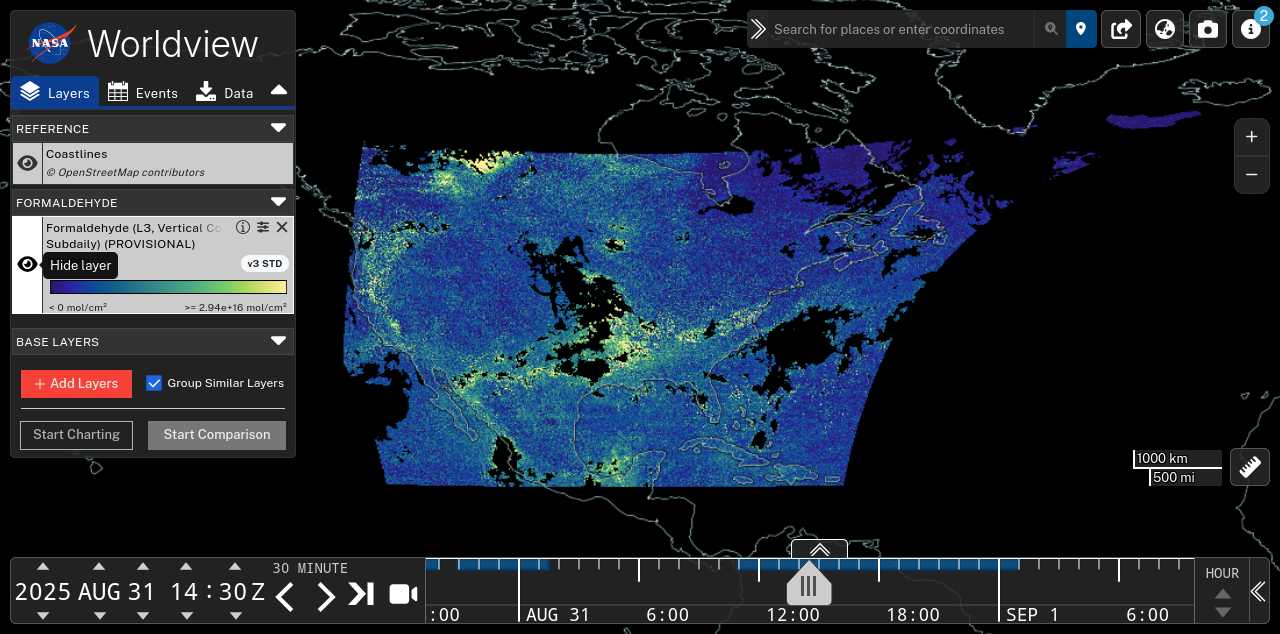 NASA
Worldview
Layers
Events
Data
REFERENCE
Coastlines
© OpenStreetMap contributors
FORMALDEHYDE
Formaldehyde (L3, Vertical Co
Subdaily) (PROVISIONAL)
Hide layer
v3 STD
< 0 mol/cm²
>= 2.94e+16 mol/cm²
BASE LAYERS
+ Add Layers
Group Similar Layers
Start Charting
Start Comparison
Search for places or enter coordinates
2
+
−
1000 km
500 mi
2025 AUG 31 14 : 30 Z
30 MINUTE
:00
AUG 31
6:00
12:00
18:00
SEP 1
6:00
HOUR